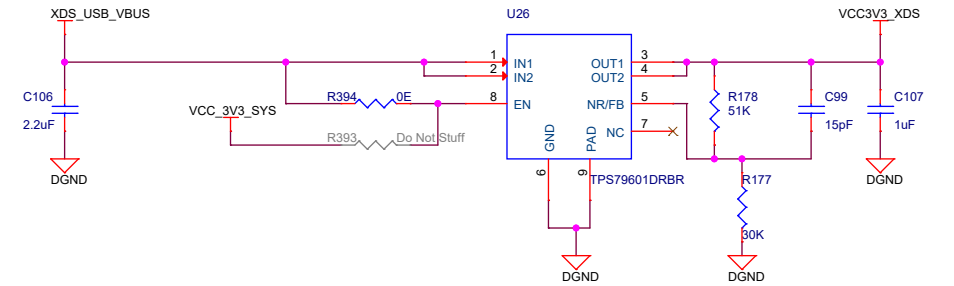 XDS_USB_VBUS
U26
VCC3V3_XDS
1
IN1
OUT1
3
2
IN2
OUT2
4
C106
2.2uF
R394
0E
8
EN
NR/FB
5
R178
51K
C99
15pF
C107
1uF
VCC_3V3_SYS
R393
Do Not Stuff
GND
PAD
NC
7
DGND
6
9
TPS79601DRBR
R177
30K
DGND
DGND
DGND